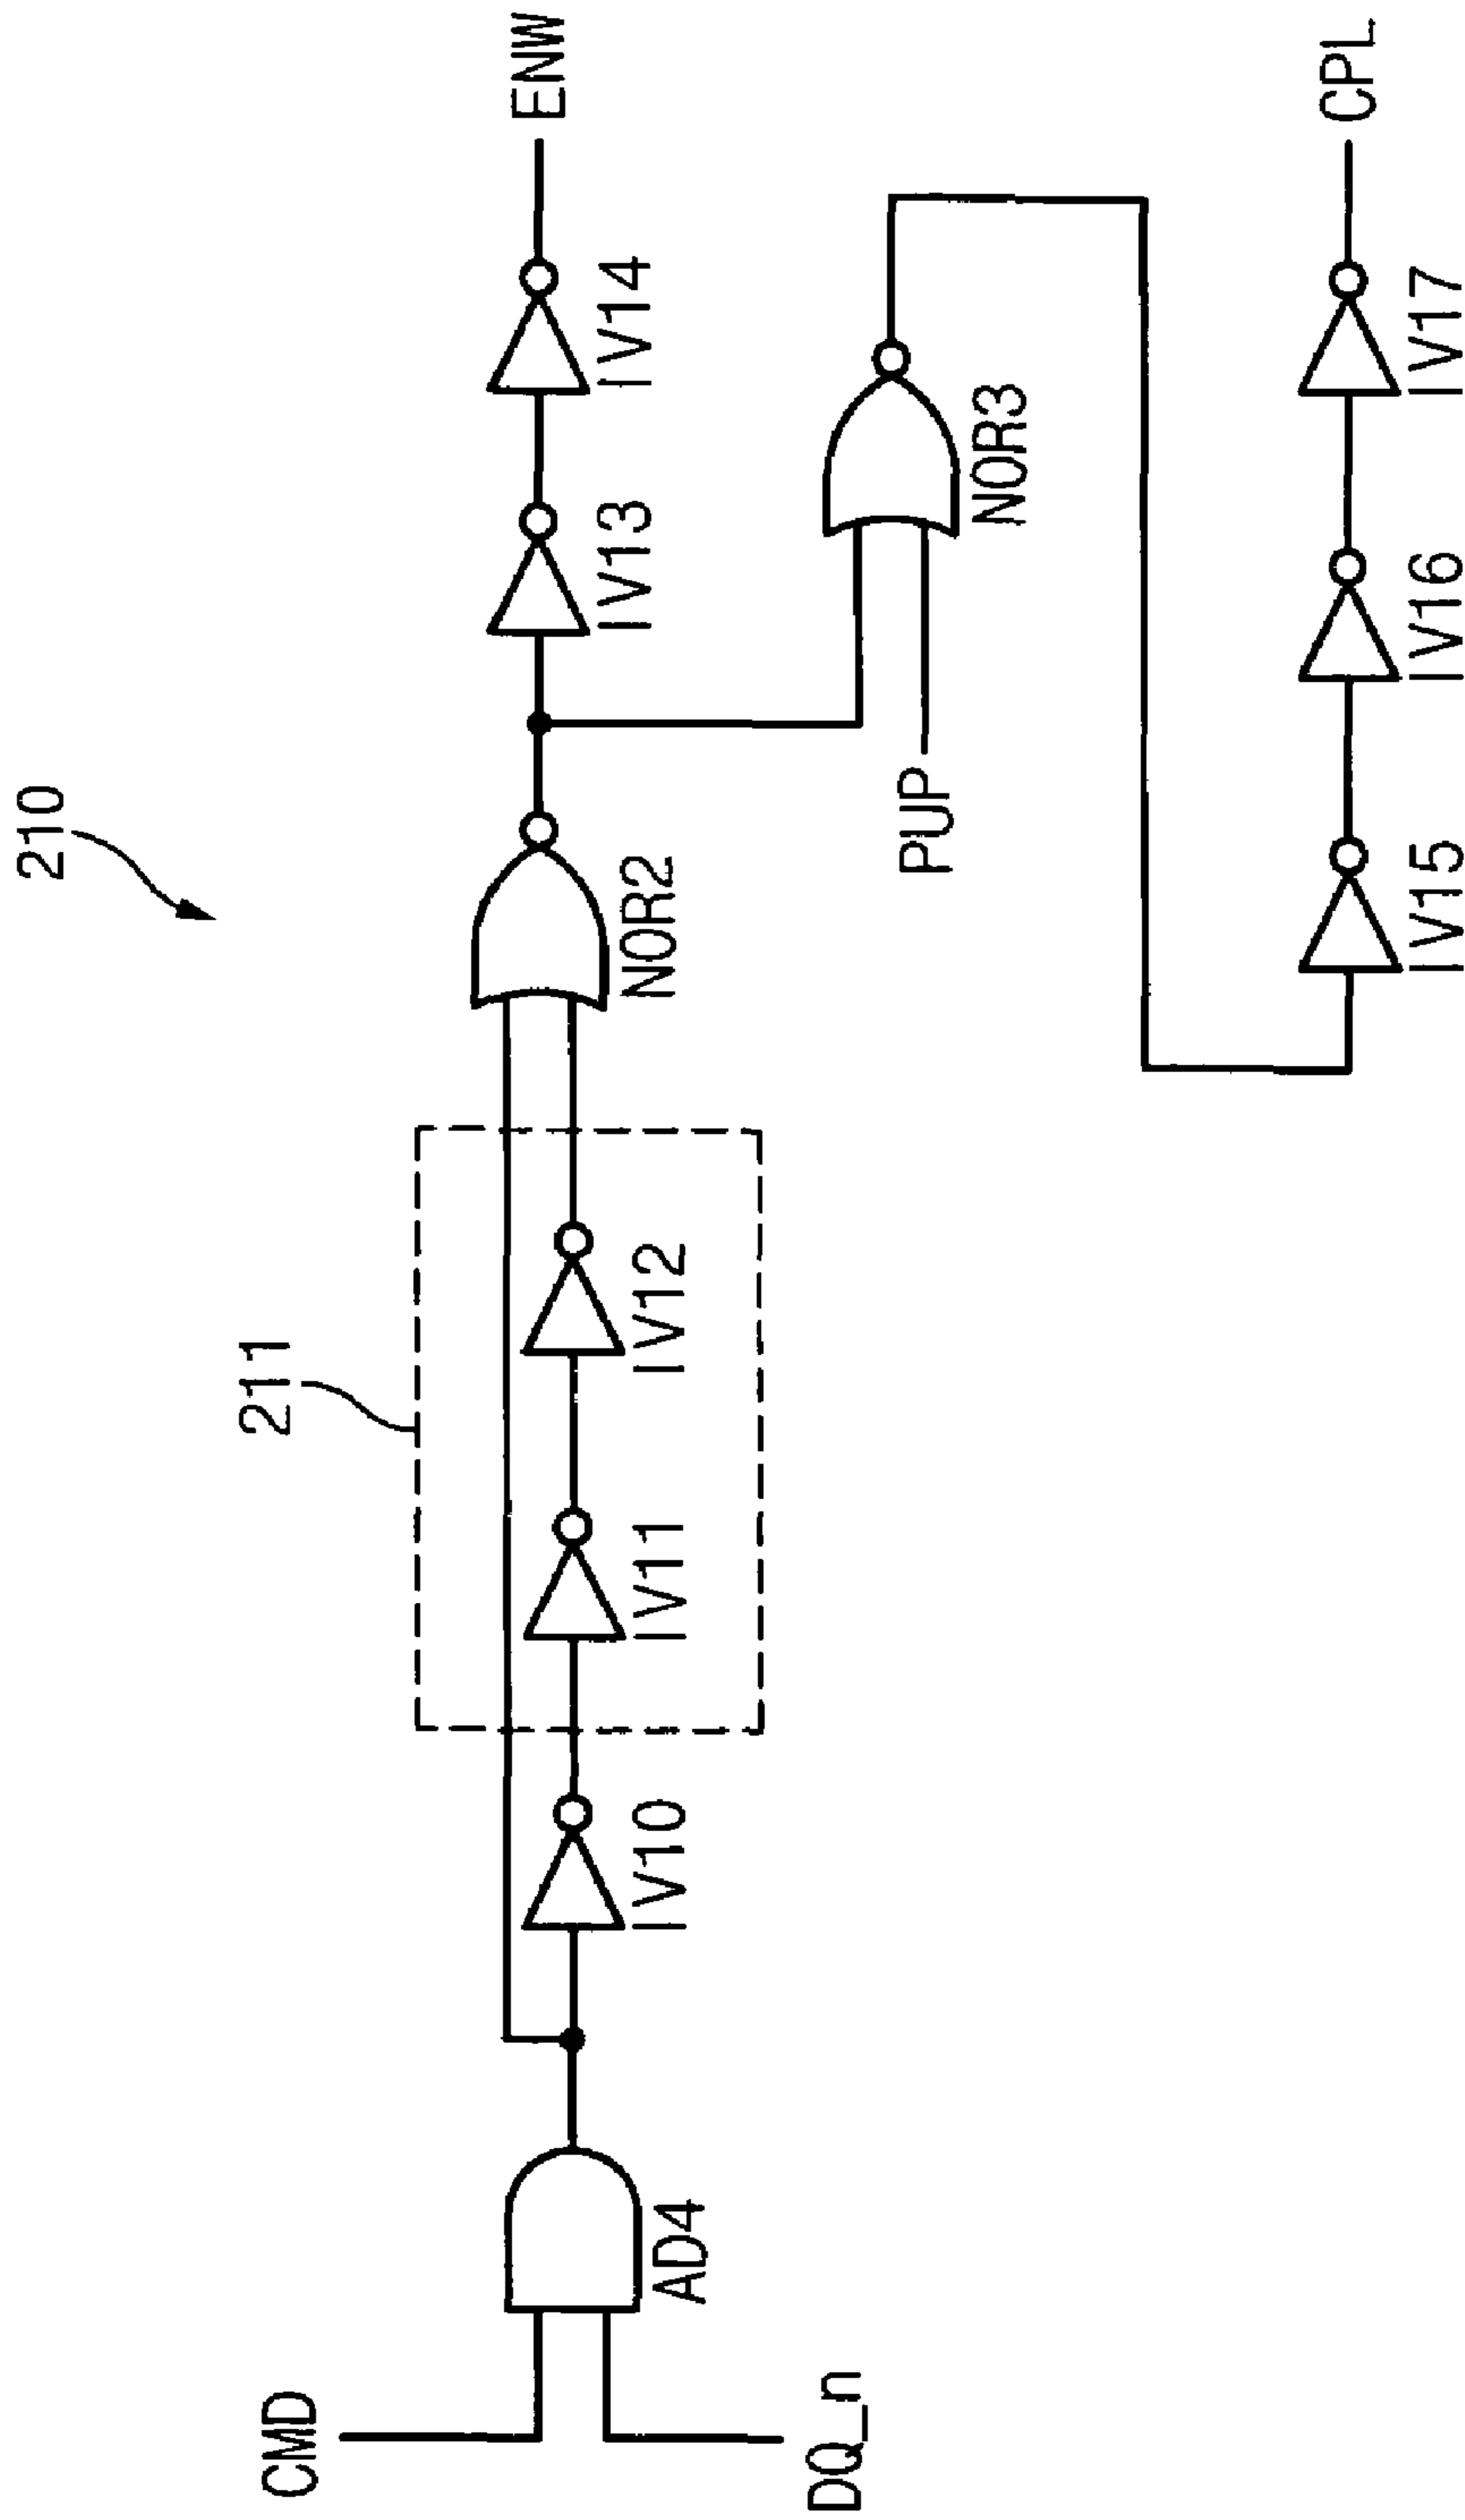 210
211
CMD
DQ_n
AD4
IV10
IV11
IV12
NOR2
IV13
IV14
ENW
PUP
NOR3
IV15
IV16
IV17
CPL